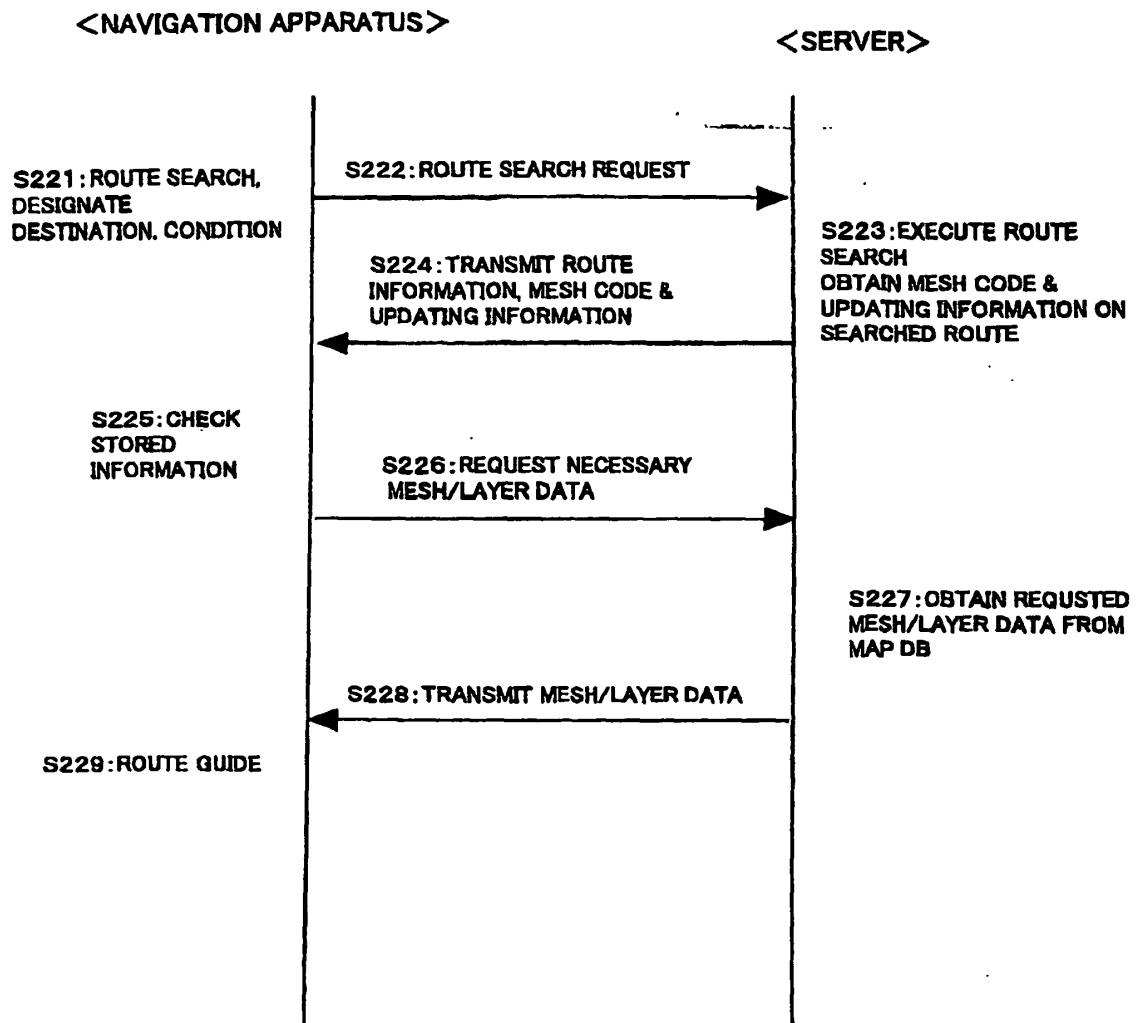 <NAVIGATION APPARATUS>
<SERVER>
S221:ROUTE SEARCH,
DESIGNATE
DESTINATION. CONDITION
S222:ROUTE SEARCH REQUEST
S223:EXECUTE ROUTE
SEARCH
OBTAIN MESH CODE &
UPDATING INFORMATION ON
SEARCHED ROUTE
S224:TRANSMIT ROUTE
INFORMATION, MESH CODE &
UPDATING INFORMATION
S225:CHECK
STORED
INFORMATION
S226:REQUEST NECESSARY
MESH/LAYER DATA
S227:OBTAIN REQUSTED
MESH/LAYER DATA FROM
MAP DB
S228:TRANSMIT MESH/LAYER DATA
S229:ROUTE GUIDE